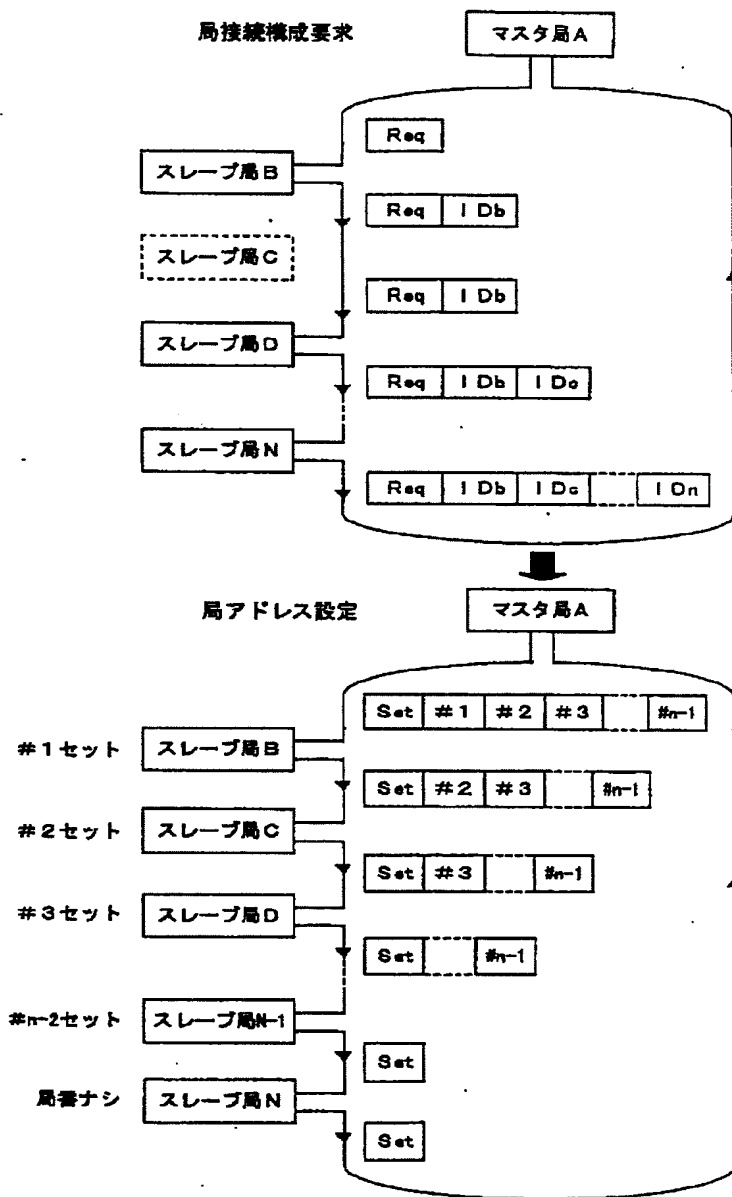 局接続構成要求
マスタ局A
Req
スレーブ局B
Req IDb
スレーブ局C
Req IDb
スレーブ局D
Req IDb IDc
スレーブ局N
Req IDb IDc IDn
局アドレス設定
マスタ局A
Set #1 #2 #3 #n-1
#1セット スレーブ局B
Set #2 #3 #n-1
#2セット スレーブ局C
Set #3 #n-1
#3セット スレーブ局D
Set #n-1
#n-2セット スレーブ局N-1
Set
局番ナシ スレーブ局N
Set